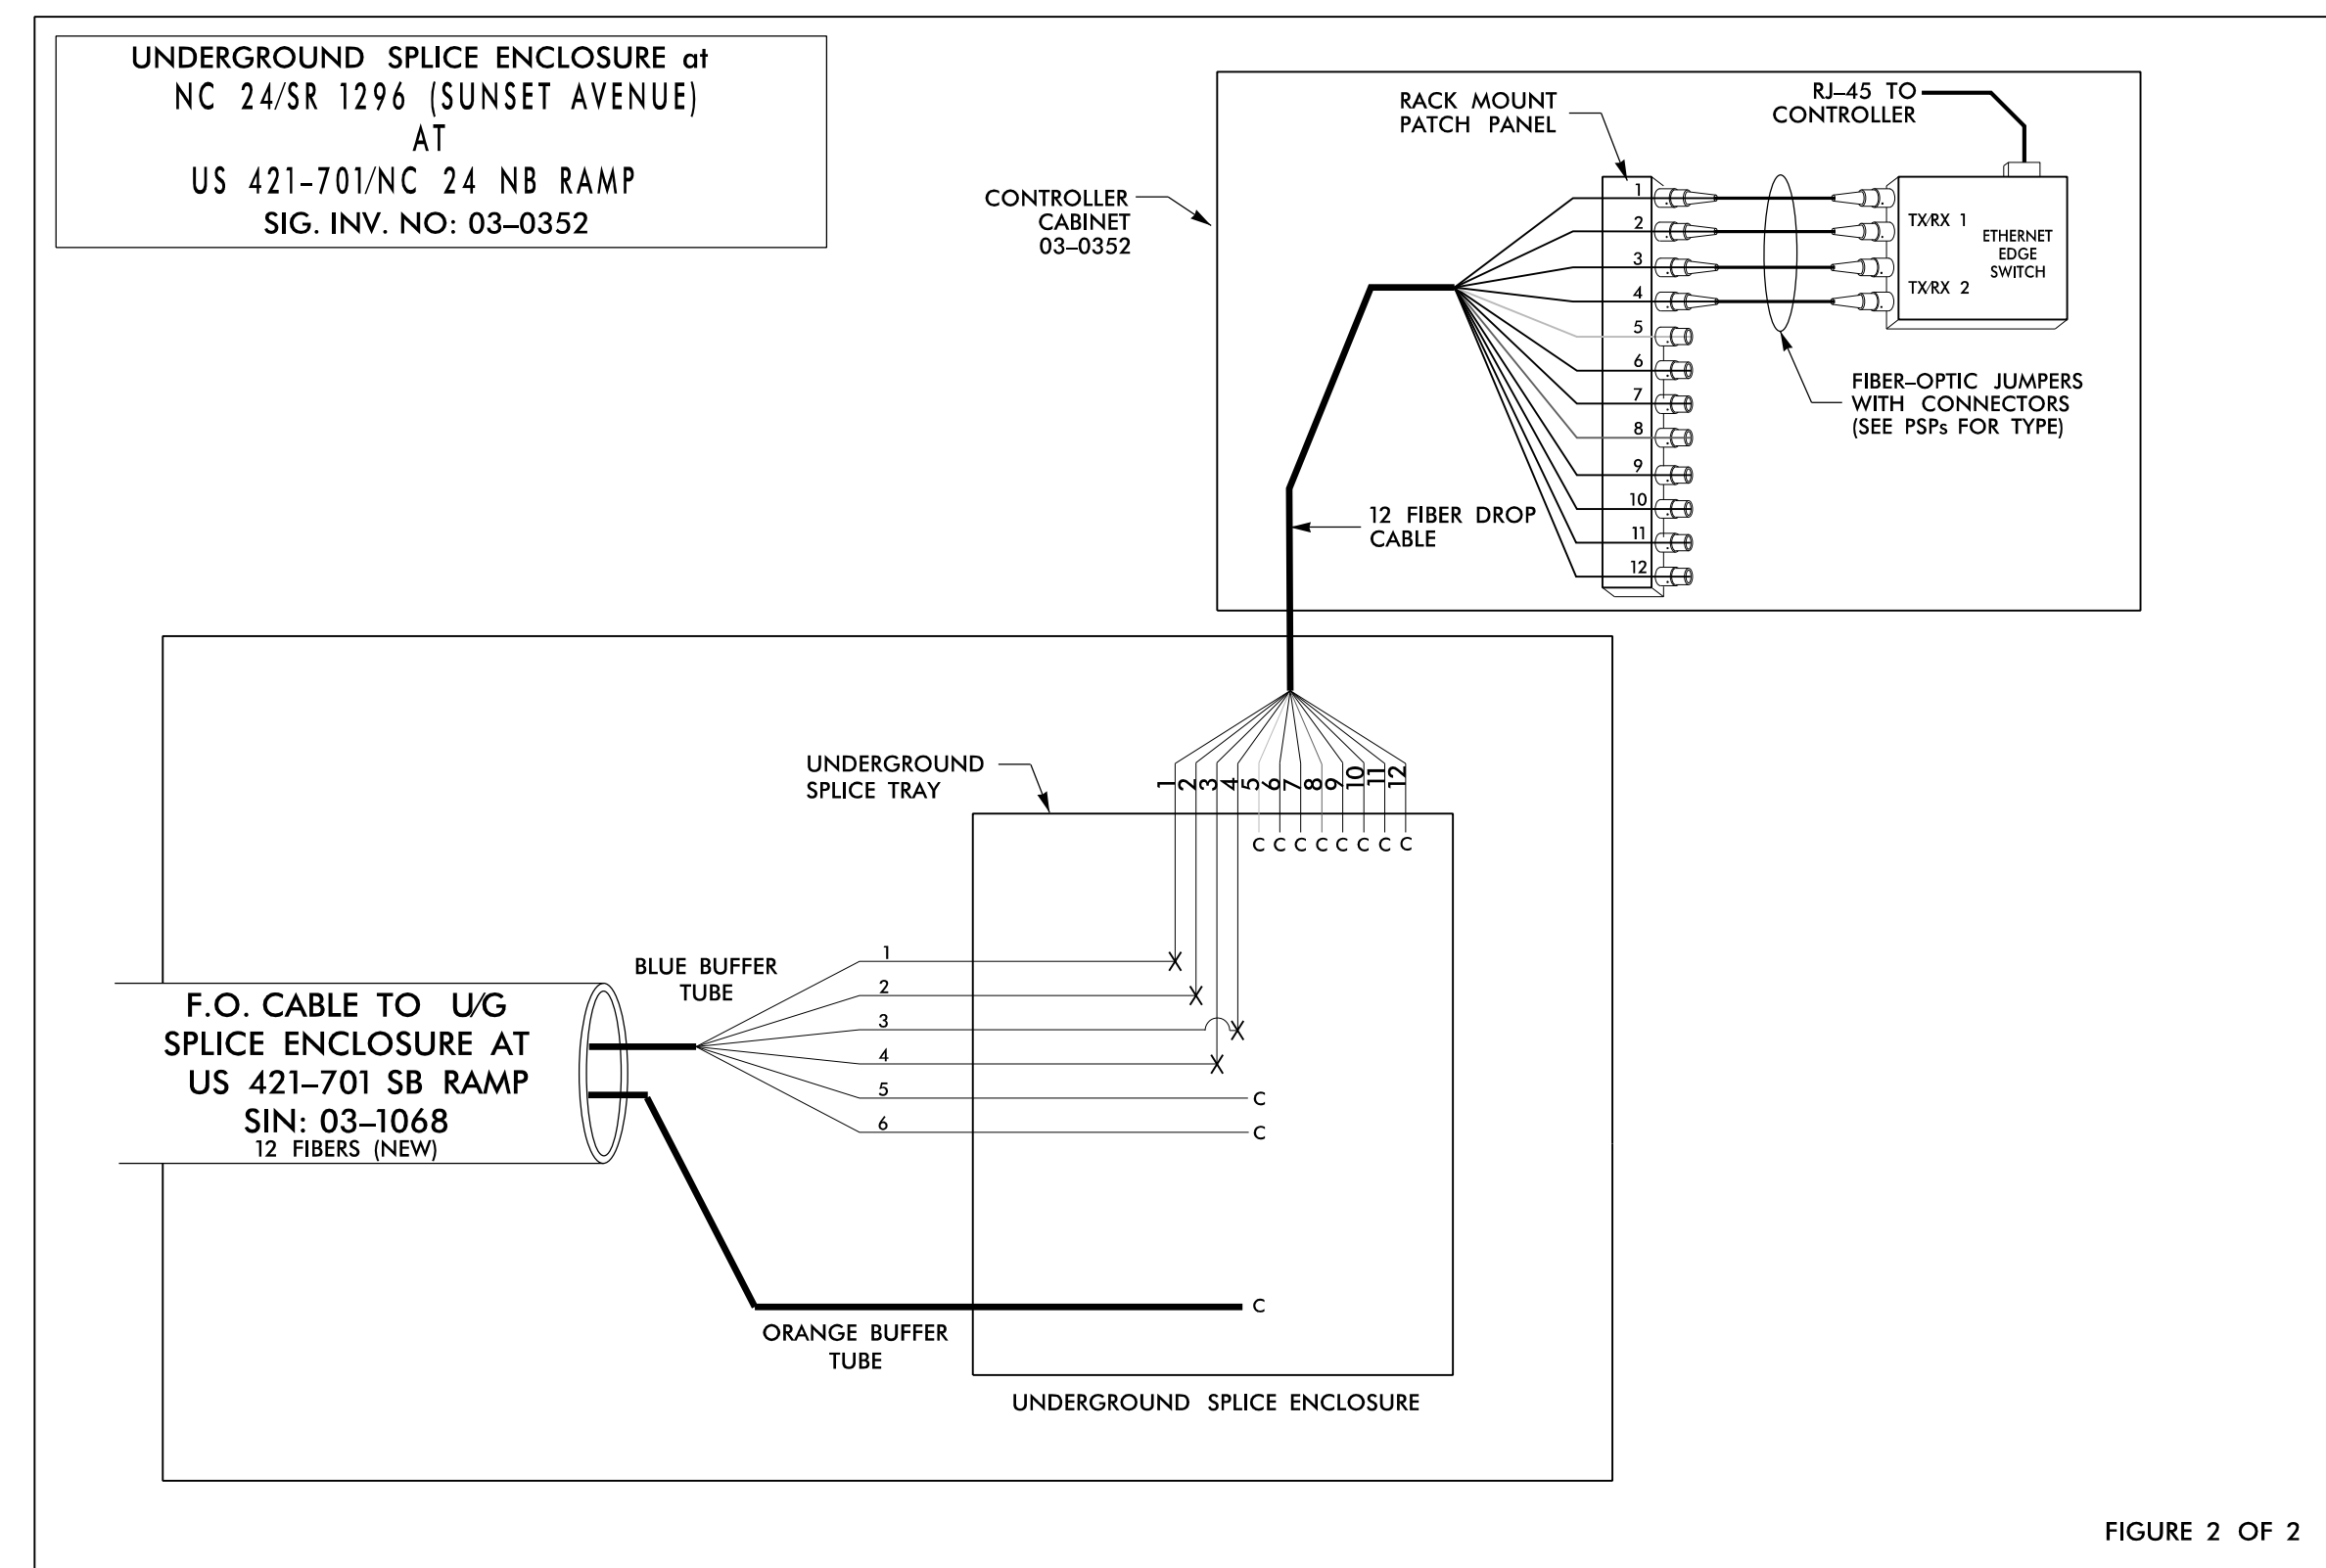 UNDERGROUND SPLICE ENCLOSURE at
NC 24/SR 1296 (SUNSET AVENUE)
AT
US 421-701/NC 24 NB RAMP
SIG. INV. NO: 03-0352
CONTROLLER
CABINET
03-0352
RACK MOUNT
PATCH PANEL
RJ-45 TO
CONTROLLER
1
2
3
4
5
6
7
8
9
10
11
12
TX/RX 1
TX/RX 2
ETHERNET
EDGE
SWITCH
FIBER-OPTIC JUMPERS
WITH CONNECTORS
(SEE PSPs FOR TYPE)
12 FIBER DROP
CABLE
UNDERGROUND
SPLICE TRAY
1 2 3 4 5 6 7 8 9 10 11 12
C C C C C C C C
BLUE BUFFER
TUBE
1
X
2
X
3
X
4
X
5
C
6
C
F.O. CABLE TO U/G
SPLICE ENCLOSURE AT
US 421-701 SB RAMP
SIN: 03-1068
12 FIBERS (NEW)
C
ORANGE BUFFER
TUBE
UNDERGROUND SPLICE ENCLOSURE
FIGURE 2 OF 2